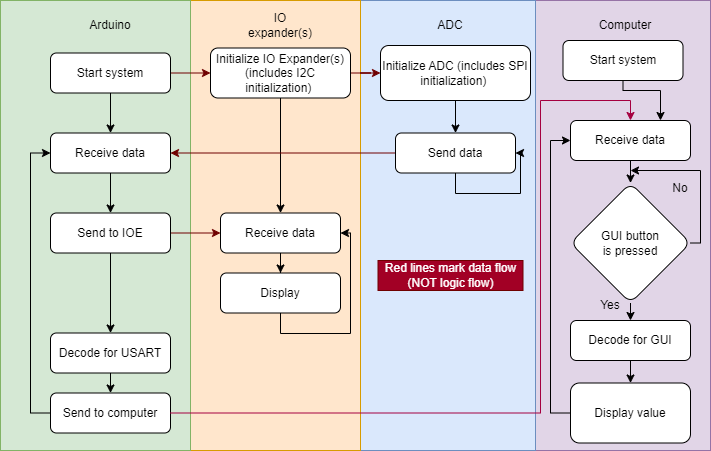 Arduino
IO
expander(s)
ADC
Computer
Start system
Initialize IO Expander(s)
(includes I2C
initialization)
Initialize ADC (includes SPI
initialization)
Start system
Receive data
Send data
Receive data
No
Send to IOE
Receive data
GUI button
is pressed
Red lines mark data flow
(NOT logic flow)
Display
Yes
Decode for USART
Decode for GUI
Send to computer
Display value